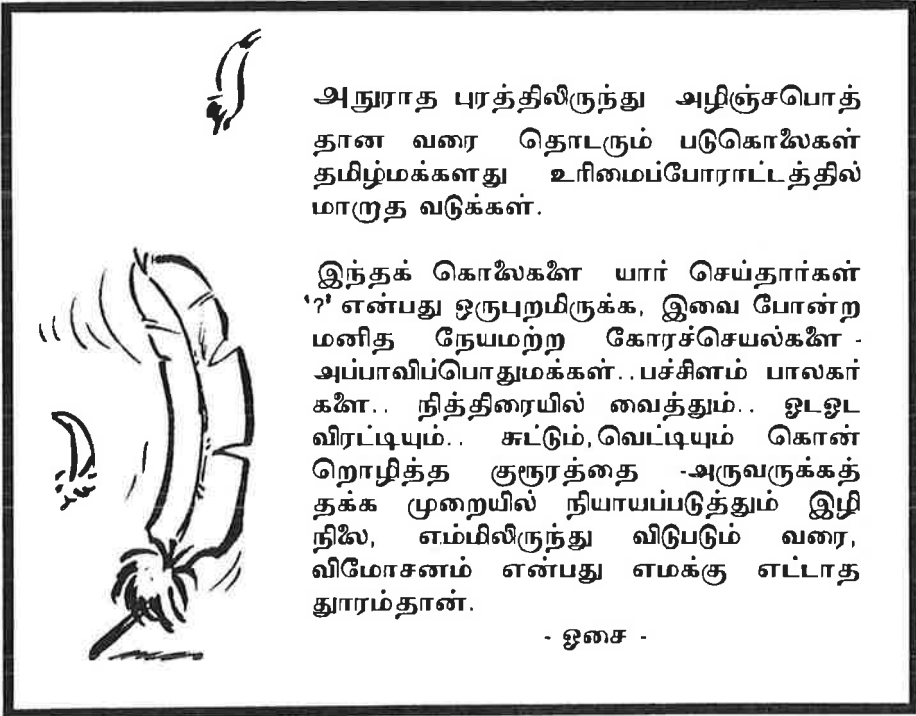 அநுராத புரத்திலிருந்து அழிஞ்சபொத்
தான வரை தொடரும் படுகொலைகள்
தமிழ்மக்களது உரிமைப்போராட்டத்தில்
மாறாத வடுக்கள்.
இந்தக் கொலைகளை யார் செய்தார்கள்
'?' என்பது ஒருபுறமிருக்க, இவை போன்ற
மனித நேயமற்ற கோரச்செயல்களை -
அப்பாவிப்பொதுமக்கள்..பச்சிளம் பாலகர்
களை.. நித்திரையில் வைத்தும்.. ஓடஓட
விரட்டியும்.. சுட்டும்,வெட்டியும் கொன்
றொழித்த குரூரத்தை -அருவருக்கத்
தக்க முறையில் நியாயப்படுத்தும் இழி
நிலை, எம்மிலிருந்து விடுபடும் வரை,
விமோசனம் என்பது எமக்கு எட்டாத
தூரம்தான்.
- ஓசை -